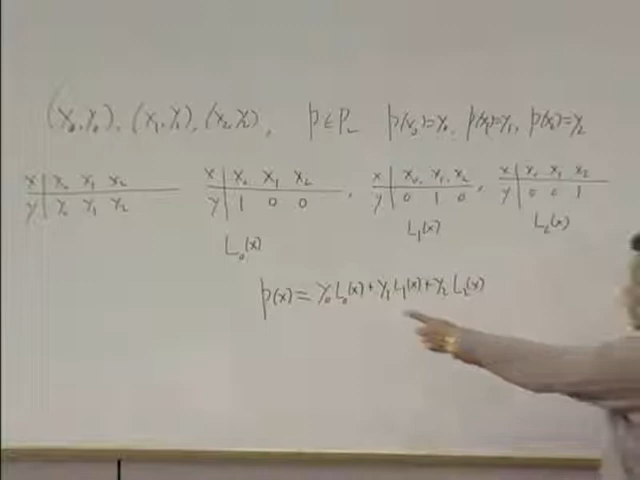 (x₀, y₀), (x₁, y₁), (x₂ y₂), p ∈ P₂ p(x₀)=y₀, p(x₁)=y₁, p(x₂)=y₂
x | x₀ x₁ x₂ x | x₀ x₁ x₂ , x | x₀ x₁ x₂ , x | x₀ x₁ x₂
y | y₀ y₁ y₂ y | 1 0 0 y | 0 1 0 y | 0 0 1
L₀(x) L₁(x) L₂(x)
p(x) = y₀ L₀(x) + y₁ L₁(x) + y₂ L₂(x)